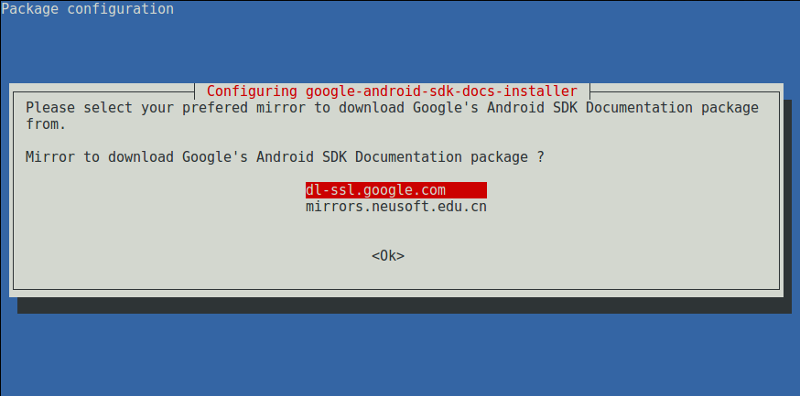 Package configuration
Configuring google-android-sdk-docs-installer
Please select your prefered mirror to download Google's Android SDK Documentation package
from.
Mirror to download Google's Android SDK Documentation package ?
dl-ssl.google.com
mirrors.neusoft.edu.cn
<Ok>